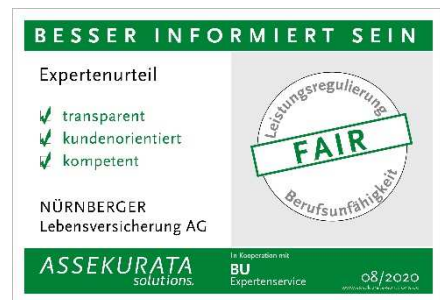 BESSER INFORMIERT SEIN
Expertenurteil
transparent
kundenorientiert
kompetent
NÜRNBERGER
Lebensversicherung AG
Leistungsregulierung
FAIR
Berufsunfähigkeit
ASSEKURATA
solutions.
In Kooperation mit
BU
Expertenservice
08/2020